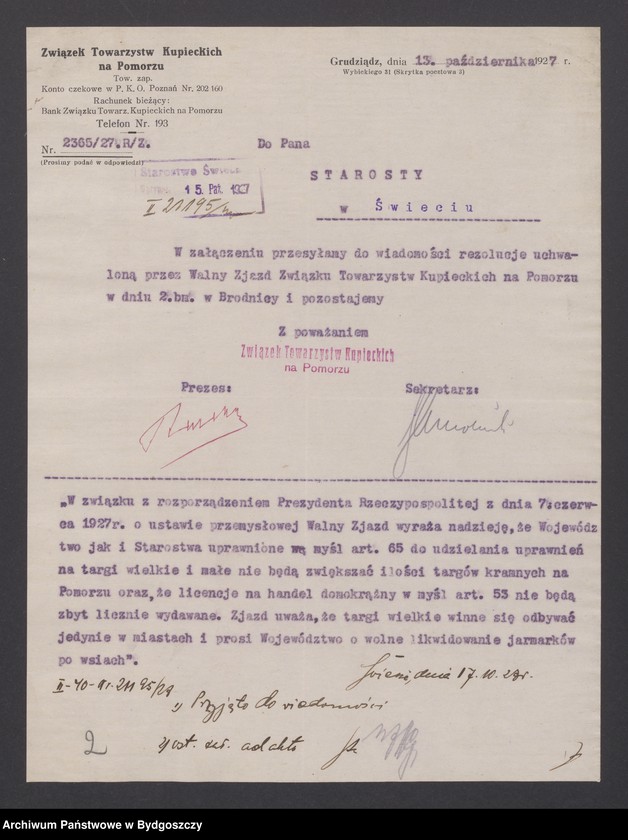 Związek Towarzystw Kupieckich
na Pomorzu
Tow. zap.
Konto czekowe w P. K. O. Poznań Nr. 202 160
Rachunek bieżący:
Bank Związku Towarz. Kupieckich na Pomorzu
Telefon Nr. 193
Nr. 2365/27.R/Z.
(Prosimy podać w odpowiedzi)
Grudziądz, dnia 13. października 1927 r.
Wybickiego 31 (Skrytka pocztowa 5)
Starostwo Świec
15. Paź. 1927
II 21195/
Do Pana
STAROSTY
w Świeciu
W załączeniu przesyłamy do wiadomości rezolucje uchwa-
loną przez Walny Zjazd Związku Towarzystw Kupieckich na Pomorzu
w dniu 2.bm. w Brodnicy i pozostajemy
Z poważaniem
Związek Towarzystw Kupieckich
na Pomorzu
Prezes:
Sekretarz:
„W związku z rozporządzeniem Prezydenta Rzeczypospolitej z dnia 7.czerw-
ca 1927r. o ustawie przemysłowej Walny Zjazd wyraża nadzieję,że Wojewódz
two jak i Starostwa uprawnione w myśl art. 65 do udzielania uprawnień
na targi wielkie i małe nie będą zwiększać ilości targów kramnych na
Pomorzu oraz,że licencje na handel domokrążny w myśl art. 53 nie będą
zbyt licznie wydawane. Zjazd uważa,że targi wielkie winne się odbywać
jedynie w miastach i prosi Województwo o wolne likwidowanie jarmarków
po wsiach".
dnia 17.10.
Przyjęto do wiadomości
ad akta
2
Archiwum Państwowe w Bydgoszczy